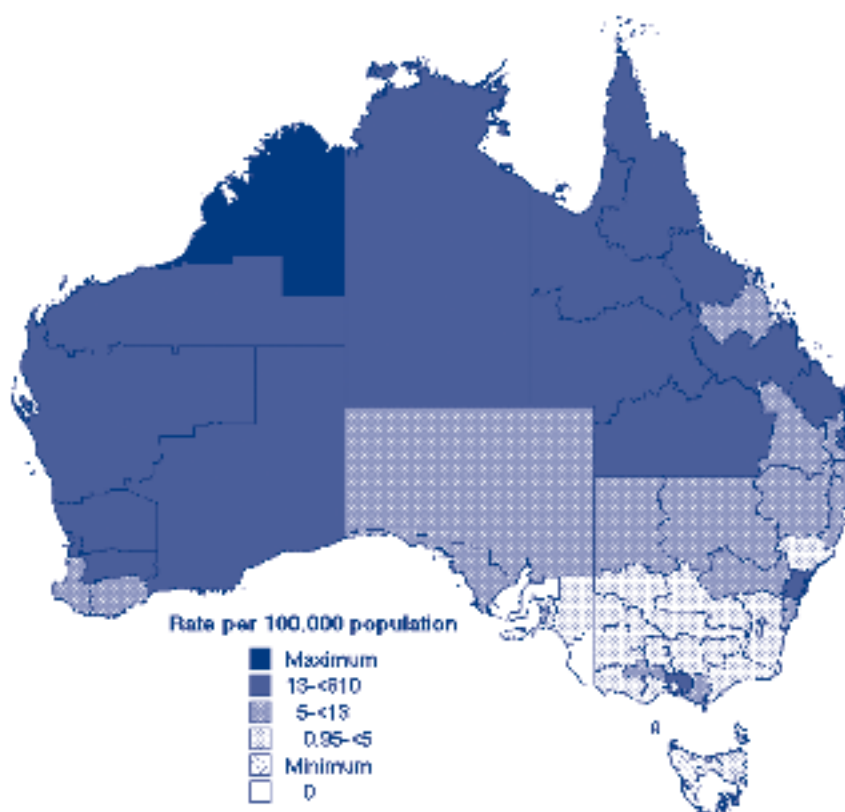 Rate per 100,000 population
Maximum
13-<610
5-<13
0.95-<5
Minimum
0